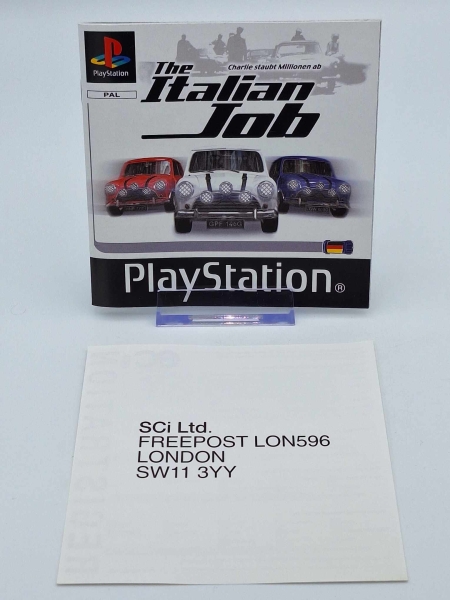 PlayStation
PAL
Charlie staubt Millionen ab
The
Italian
Job
PlayStation®
SCi Ltd.
FREEPOST LON596
LONDON
SW11 3YY